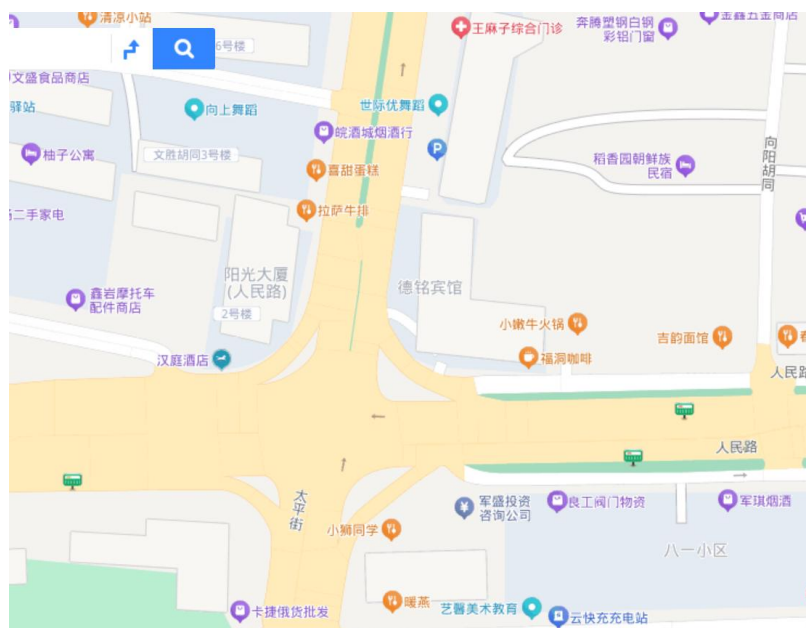 清凉小站
6号楼
王麻子综合门诊
奔腾塑钢白钢
彩铝门窗
金鑫五金商店
文盛食品商店
驿站
向上舞蹈
世际优舞蹈
皖酒城烟酒行
P
向阳胡同
柚子公寓
文胜胡同3号楼
喜甜蛋糕
稻香园朝鲜族
民宿
二手家电
拉萨牛排
阳光大厦
(人民路)
2号楼
德铭宾馆
鑫岩摩托车
配件商店
小嫩牛火锅
吉韵面馆
春
汉庭酒店
福洞咖啡
人民路
人民路
太平街
小狮同学
军盛投资
咨询公司
良工阀门物资
军琪烟酒
八一小区
卡捷俄货批发
暖燕
艺馨美术教育
云快充充电站